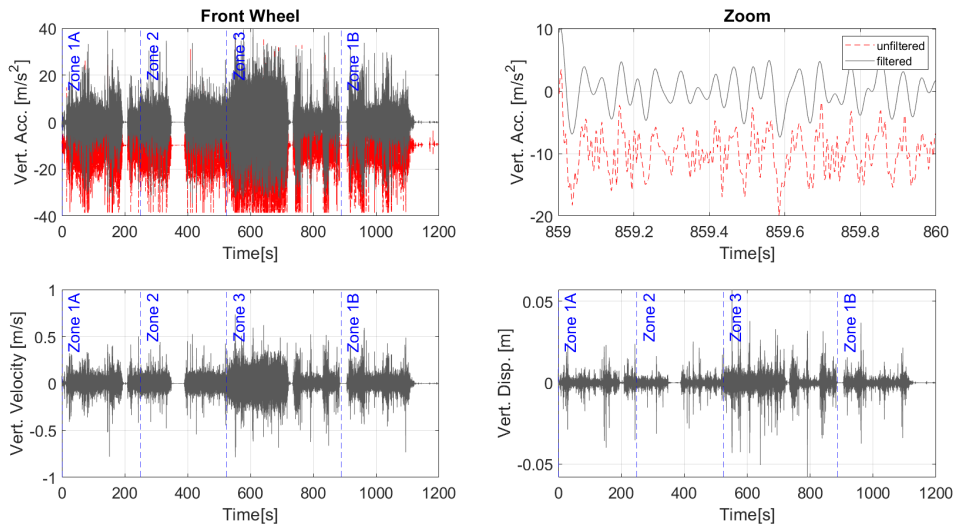 Front Wheel
Vert. Acc. [m/s²]
40
20
0
-20
-40
Zone 1A
Zone 2
Zone 3
Zone 1B
0 200 400 600 800 1000 1200
Time[s]
Zoom
Vert. Acc. [m/s²]
10
0
-10
-20
unfiltered
filtered
859 859.2 859.4 859.6 859.8 860
Time[s]
Vert. Velocity [m/s]
1
0.5
0
-0.5
-1
Zone 1A
Zone 2
Zone 3
Zone 1B
0 200 400 600 800 1000 1200
Time[s]
Vert. Disp. [m]
0.05
0
-0.05
Zone 1A
Zone 2
Zone 3
Zone 1B
0 200 400 600 800 1000 1200
Time[s]